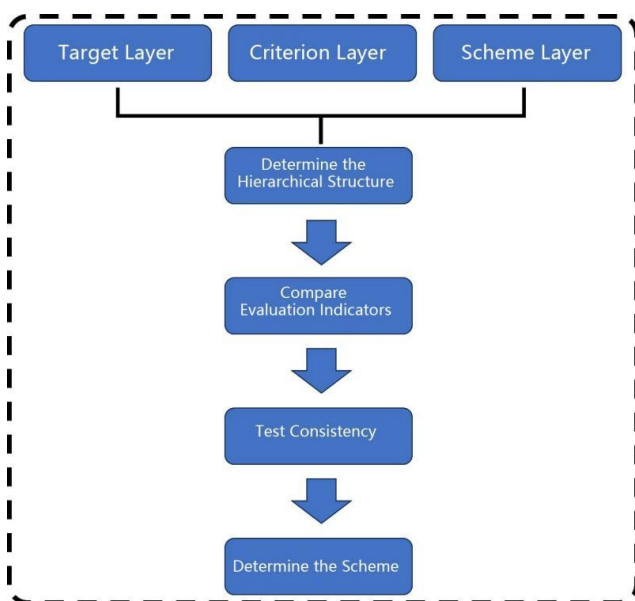 Target Layer
Criterion Layer
Scheme Layer
Determine the
Hierarchical Structure
Compare
Evaluation Indicators
Test Consistency
Determine the Scheme